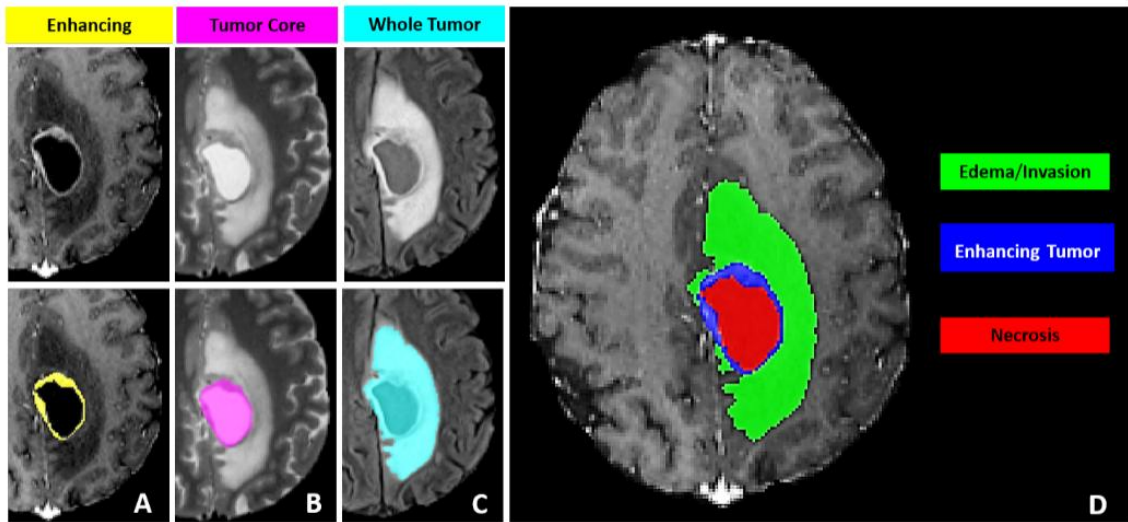 Enhancing
Tumor Core
Whole Tumor
Edema/Invasion
Enhancing Tumor
Necrosis
A
B
C
D